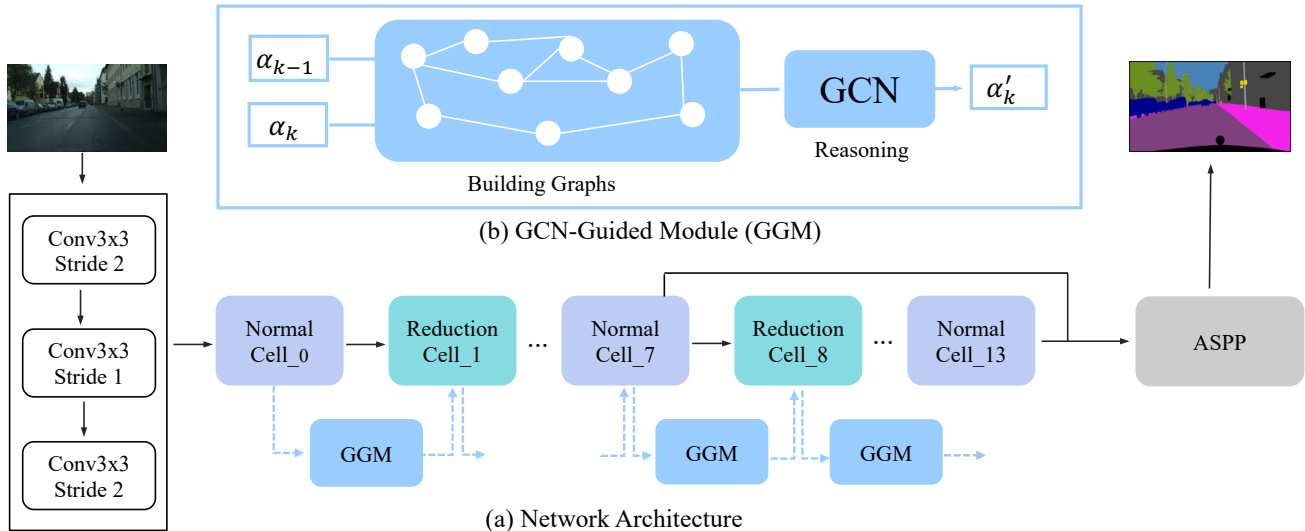 α_{k−1}
α_k
GCN
α′_k
Reasoning
Building Graphs
(b) GCN-Guided Module (GGM)
Conv3x3
Stride 2
Conv3x3
Stride 1
Conv3x3
Stride 2
Normal
Cell_0
Reduction
Cell_1
...
Normal
Cell_7
Reduction
Cell_8
...
Normal
Cell_13
ASPP
GGM
GGM
GGM
(a) Network Architecture